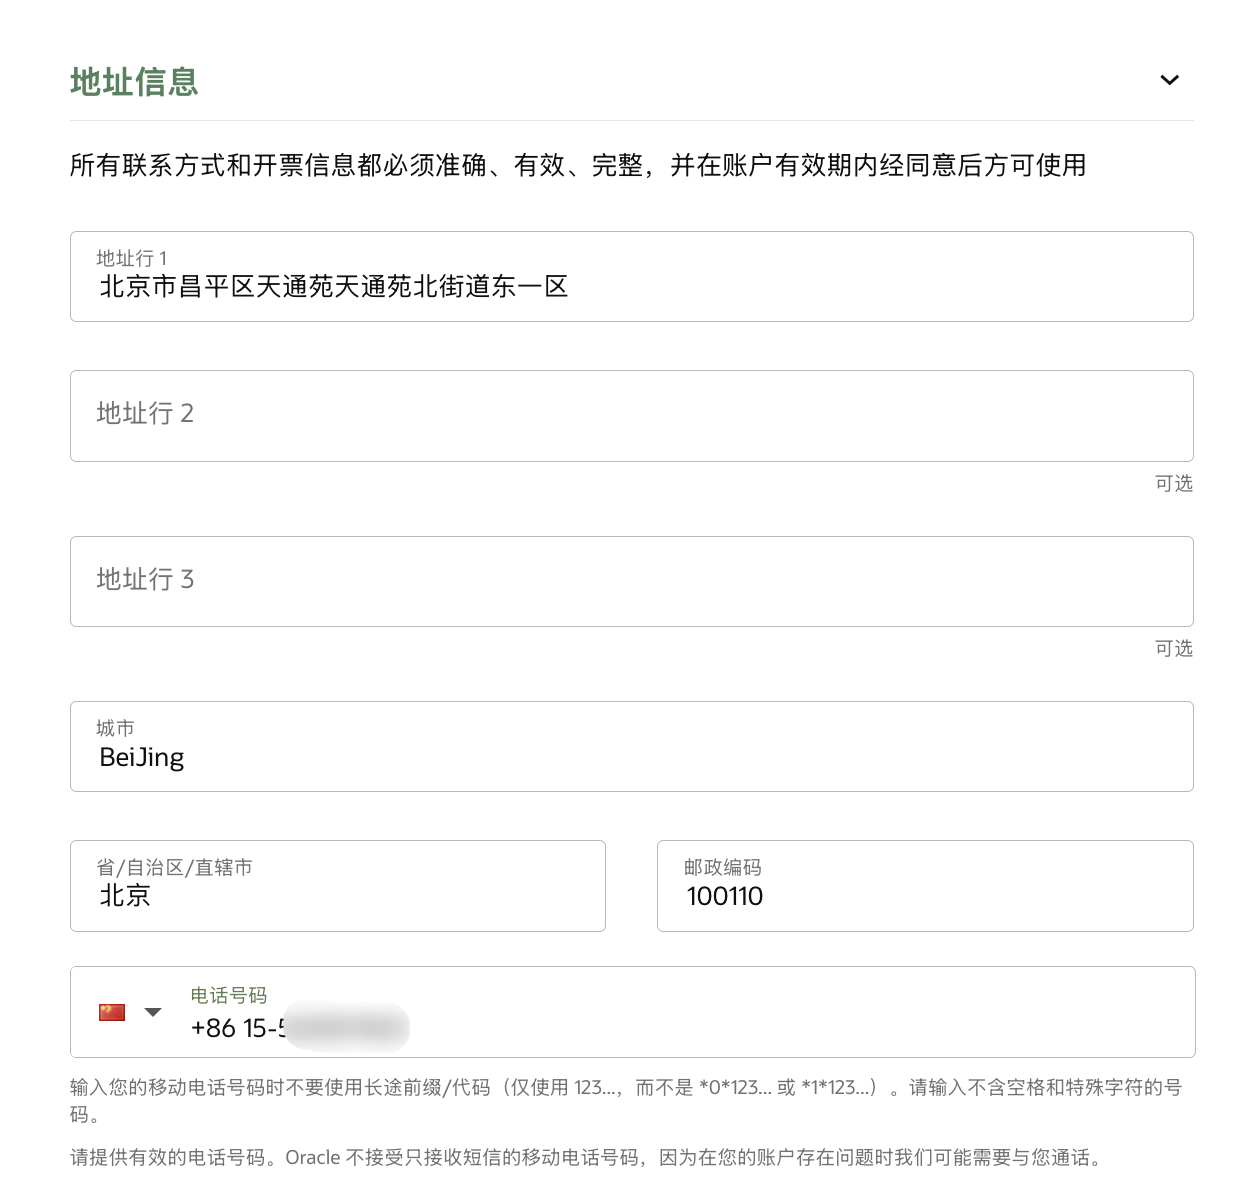 地址信息
所有联系方式和开票信息都必须准确、有效、完整，并在账户有效期内经同意后方可使用
地址行 1
北京市昌平区天通苑天通苑北街道东一区
地址行 2
可选
地址行 3
可选
城市
BeiJing
省/自治区/直辖市
北京
邮政编码
100110
电话号码
+86 15-
输入您的移动电话号码时不要使用长途前缀/代码（仅使用 123...，而不是 *0*123... 或 *1*123...）。请输入不含空格和特殊字符的号
码。
请提供有效的电话号码。Oracle 不接受只接收短信的移动电话号码，因为在您的账户存在问题时我们可能需要与您通话。